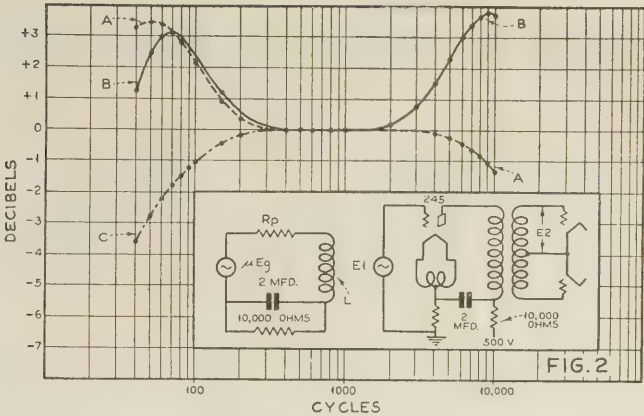 A
B
C
B
A
+3
+2
+1
0
-1
-2
-3
-4
-5
-6
-7
DECIBELS
Rp
µEg
2 MFD.
L
10,000 OHMS
245
E1
E2
2
MFD.
10,000
OHMS
500 V
FIG. 2
100
1000
10,000
CYCLES